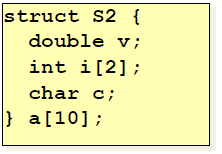 struct S2 {
  double v;
  int i[2];
  char c;
} a[10];